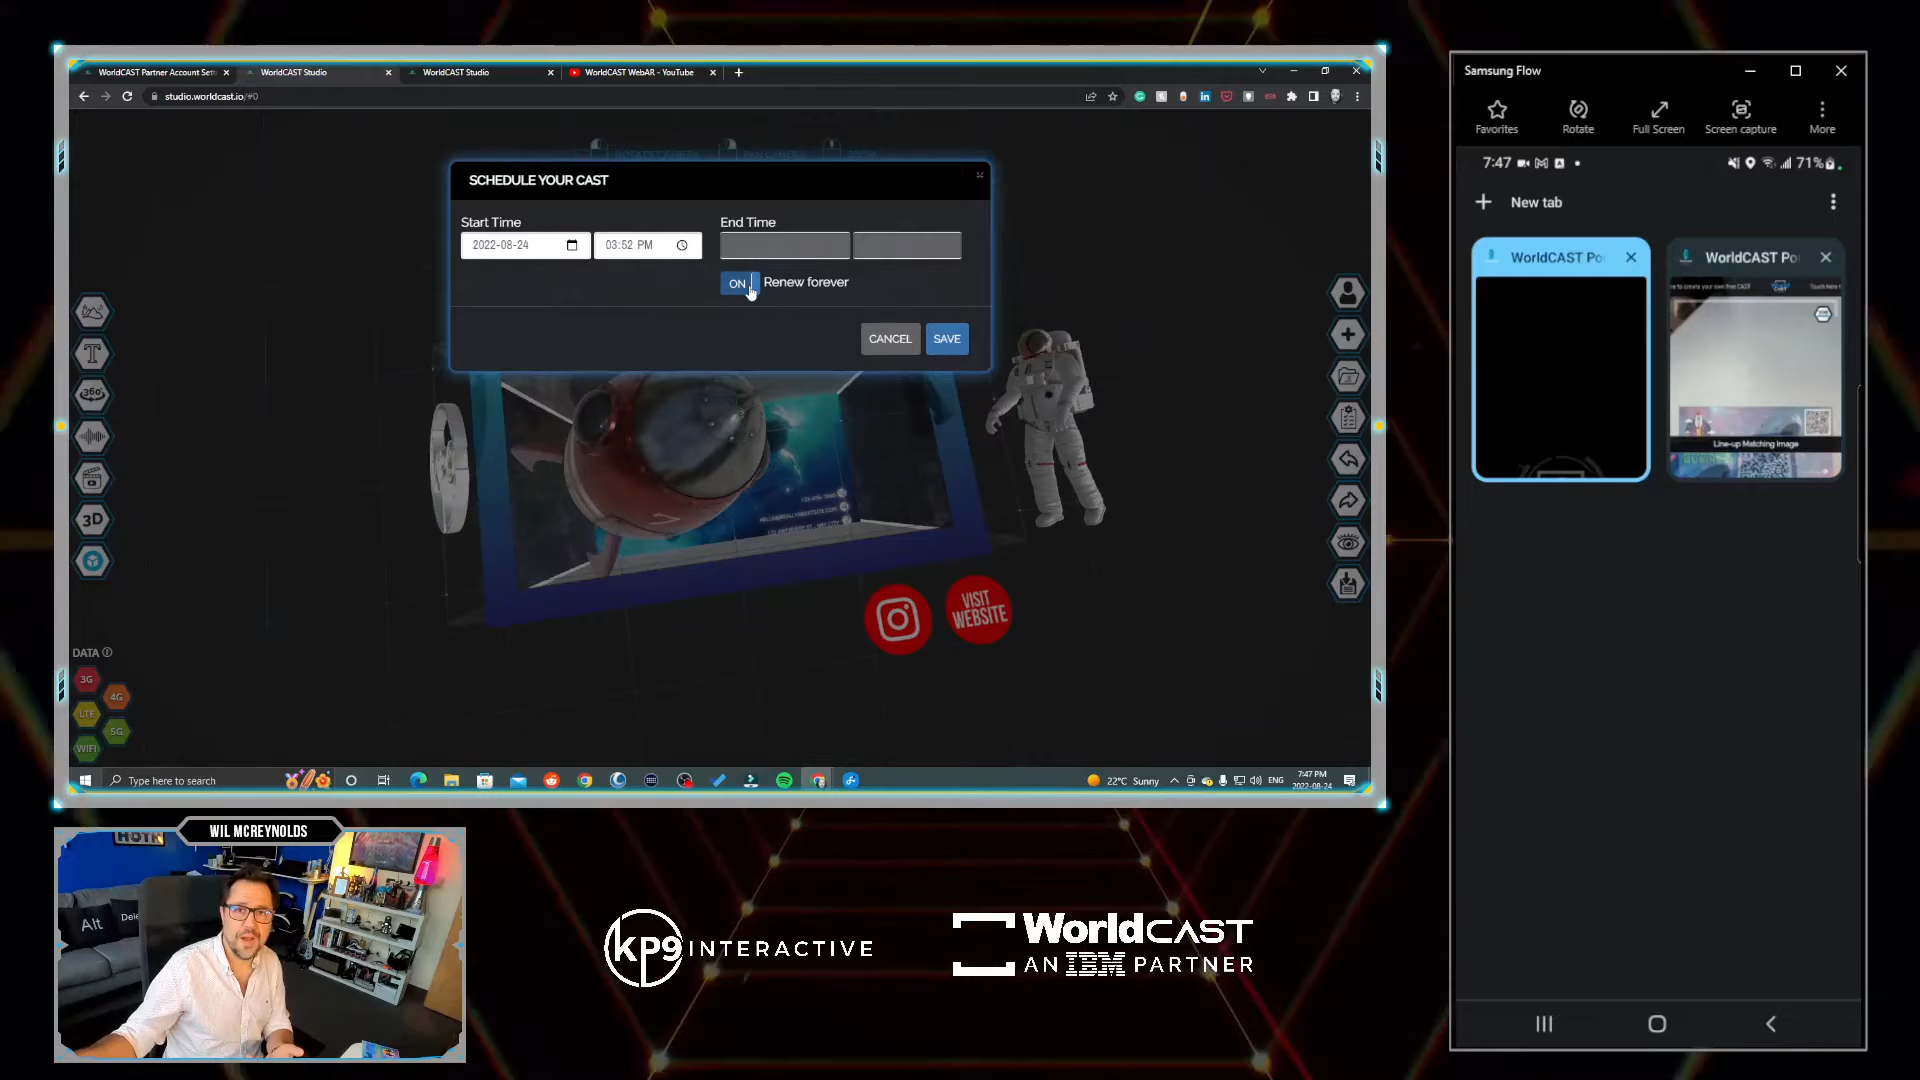 WorldCAST Partner Account Sett
WorldCAST Studio
WorldCAST Studio
WorldCAST WebAR - YouTube
studio.worldcast.io/#0
SCHEDULE YOUR CAST
Start Time
End Time
2022-08-24
03:52 PM
ON
Renew forever
CANCEL
SAVE
T
360°
3D
VISIT
WEBSITE
DATA
3G
4G
LTE
5G
WIFI
Type here to search
22°C Sunny
ENG
7:47 PM
2022-08-24
Samsung Flow
Favorites
Rotate
Full Screen
Screen capture
More
7:47
71%
New tab
WorldCAST Po
WorldCAST Po
Line-up Matching Image
WIL MCREYNOLDS
Alt
Dele
kp9 INTERACTIVE
WorldCAST
AN IBM PARTNER